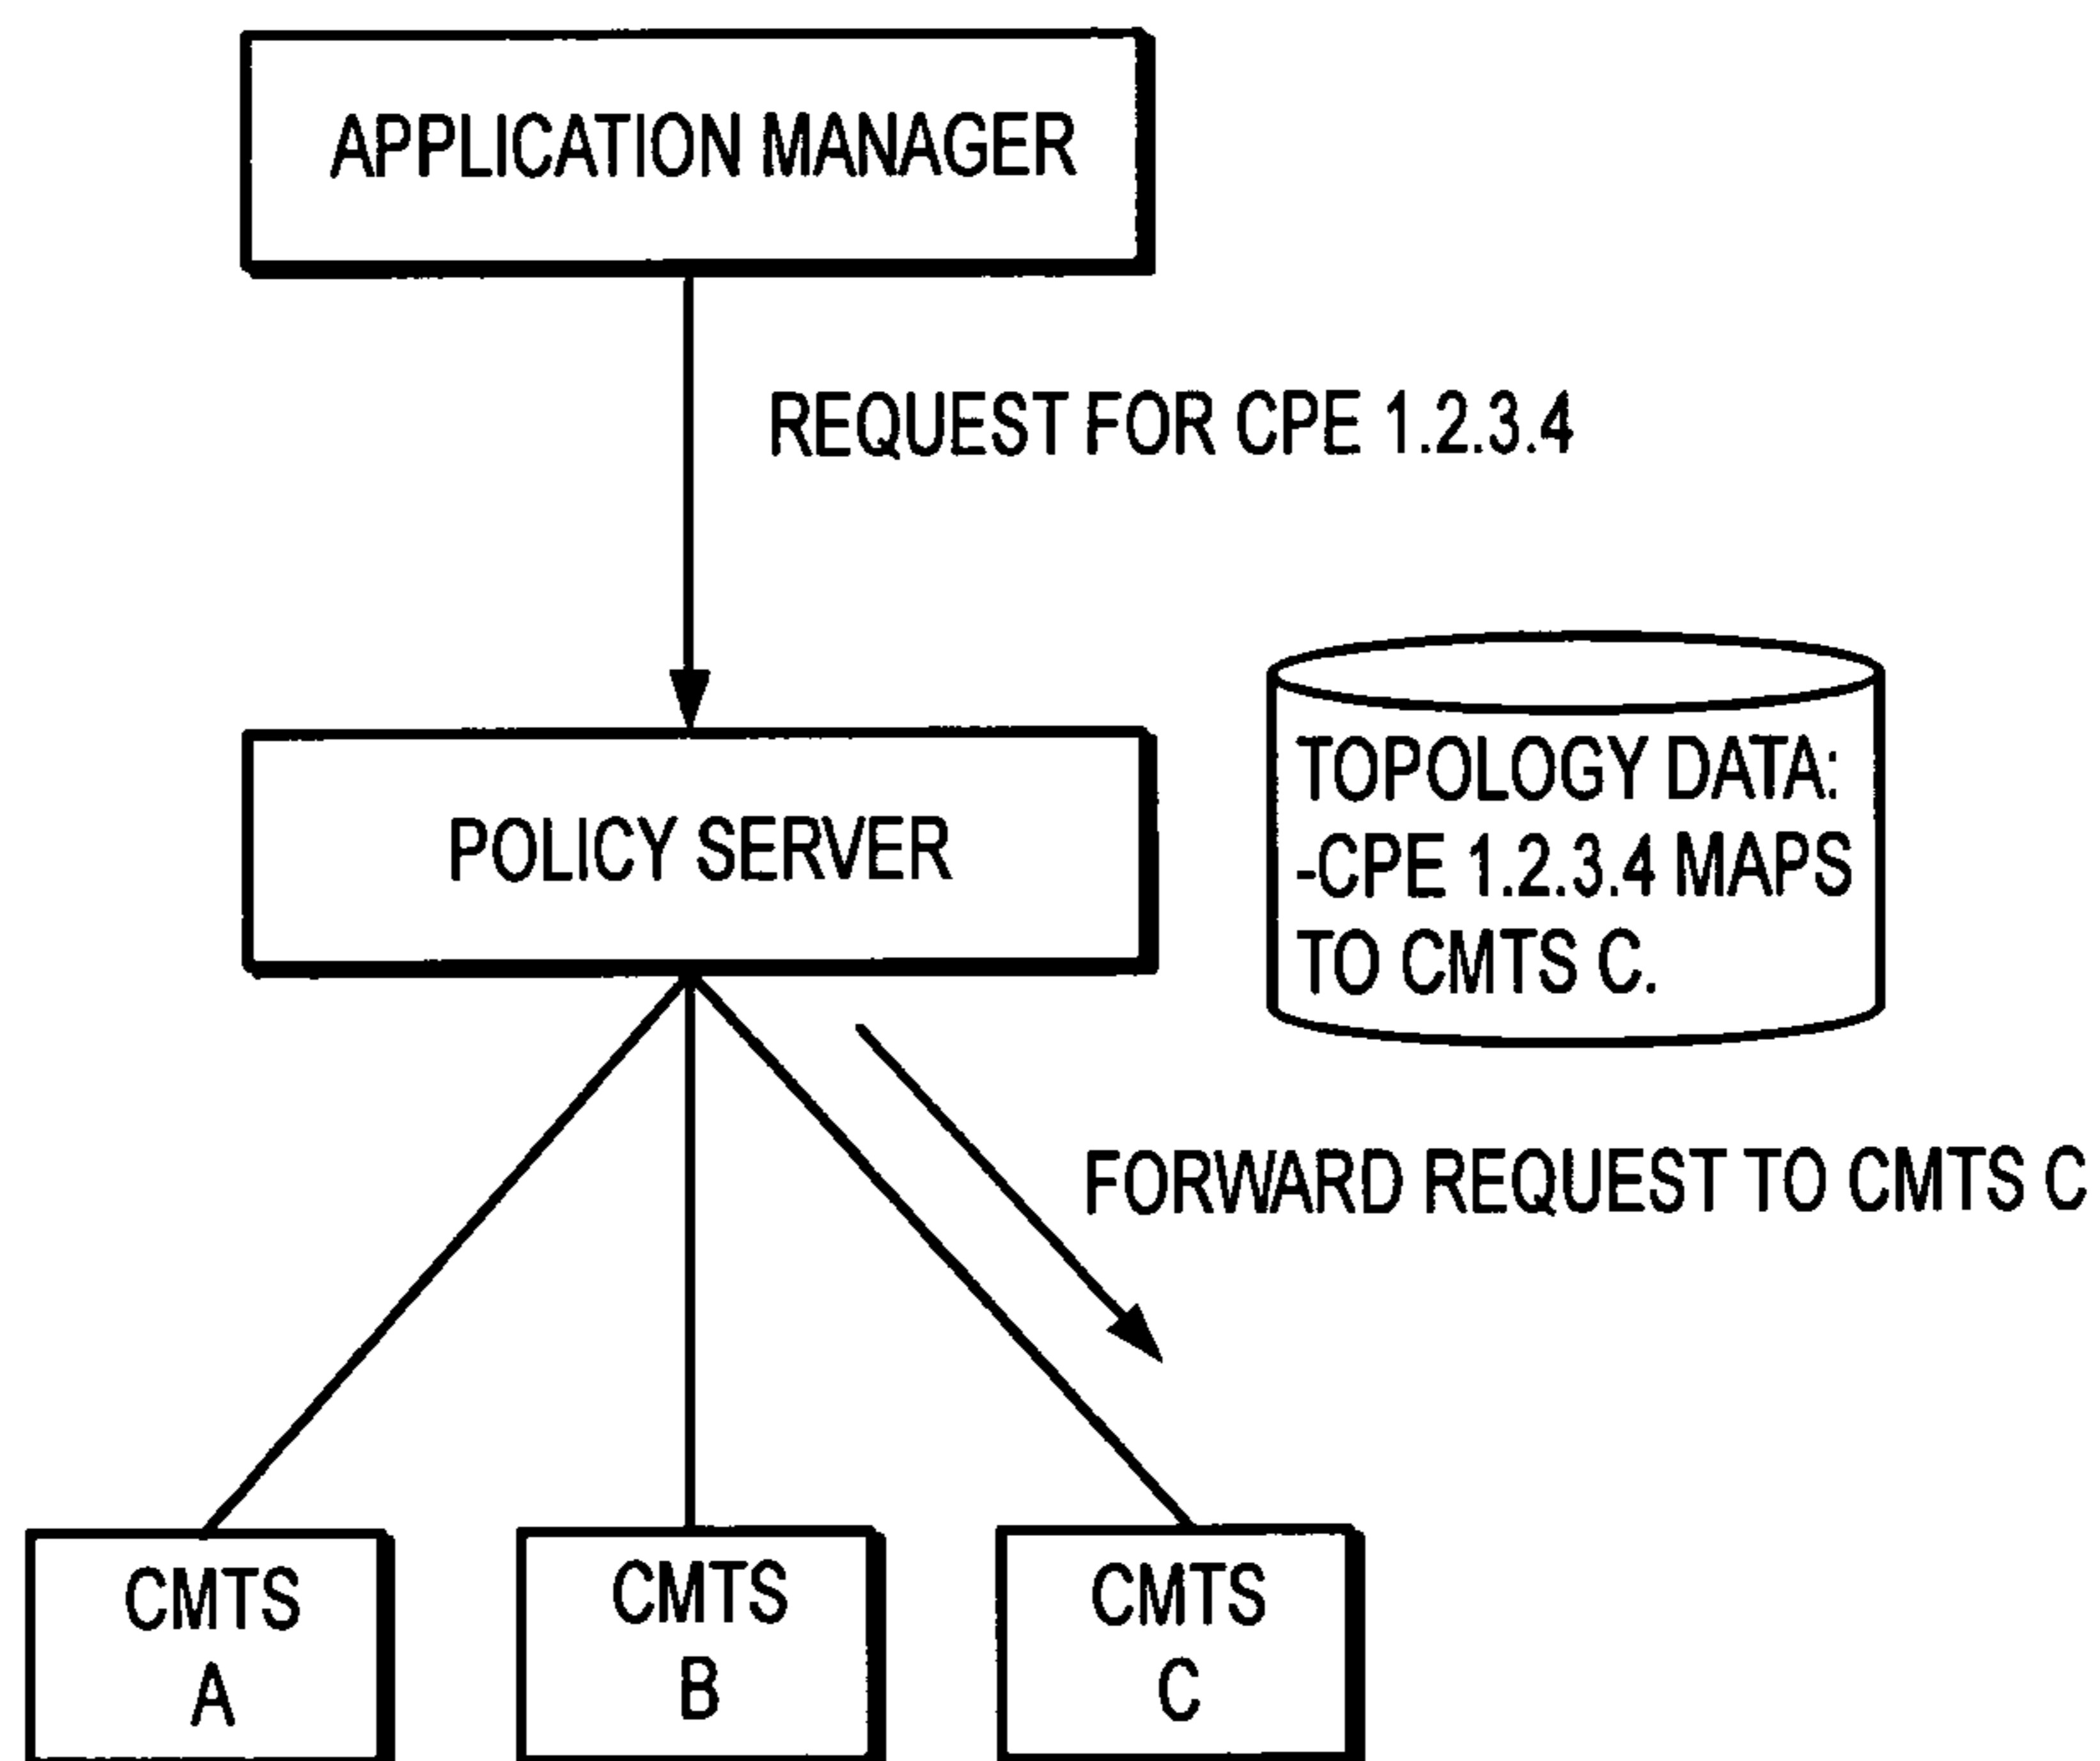 APPLICATION MANAGER
REQUEST FOR CPE 1.2.3.4
POLICY SERVER
TOPOLOGY DATA:
-CPE 1.2.3.4 MAPS
TO CMTS C.
FORWARD REQUEST TO CMTS C
CMTS
A
CMTS
B
CMTS
C